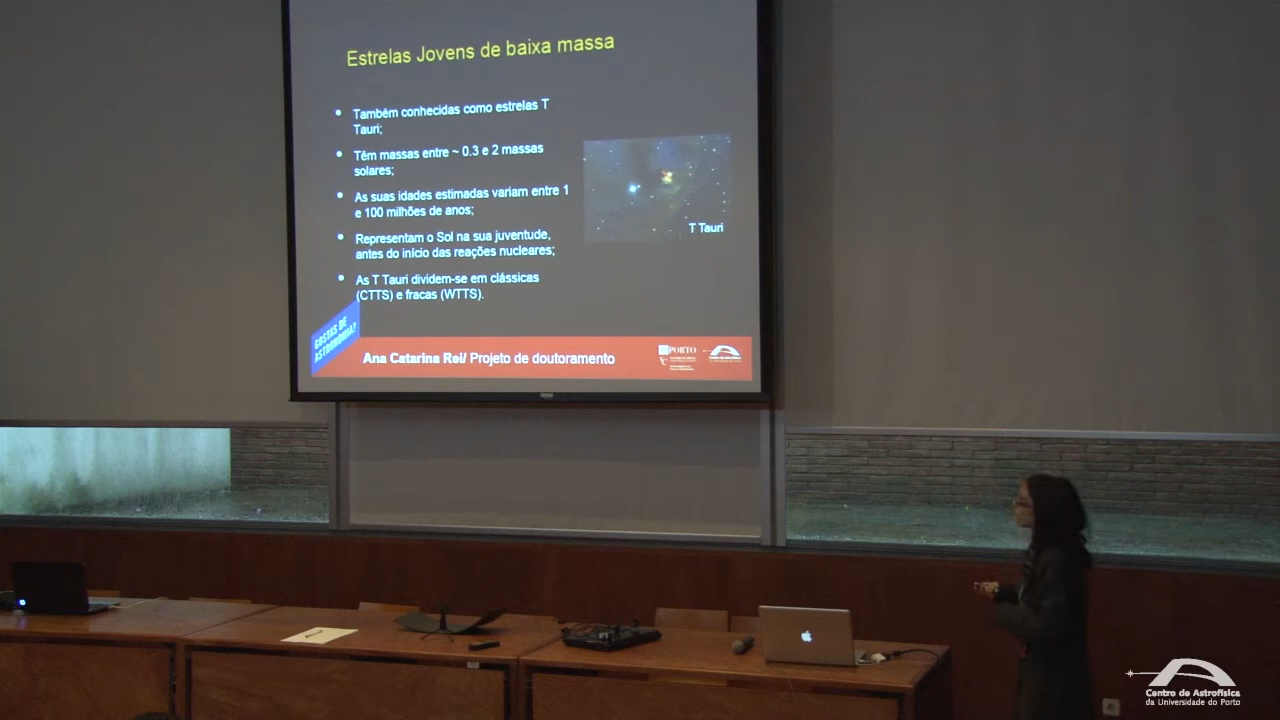 Estrelas Jovens de baixa massa
Também conhecidas como estrelas T
Tauri;
Têm massas entre ~ 0.3 e 2 massas
solares;
As suas idades estimadas variam entre 1
e 100 milhões de anos;
Representam o Sol na sua juventude,
antes do início das reações nucleares;
As T Tauri dividem-se em clássicas
(CTTS) e fracas (WTTS).
T Tauri
GOSTAS DE
ASTRONOMIA?
Ana Catarina Rei/ Projeto de doutoramento
PORTO
Centro de Astrofísica
Centro de Astrofísica
da Universidade do Porto